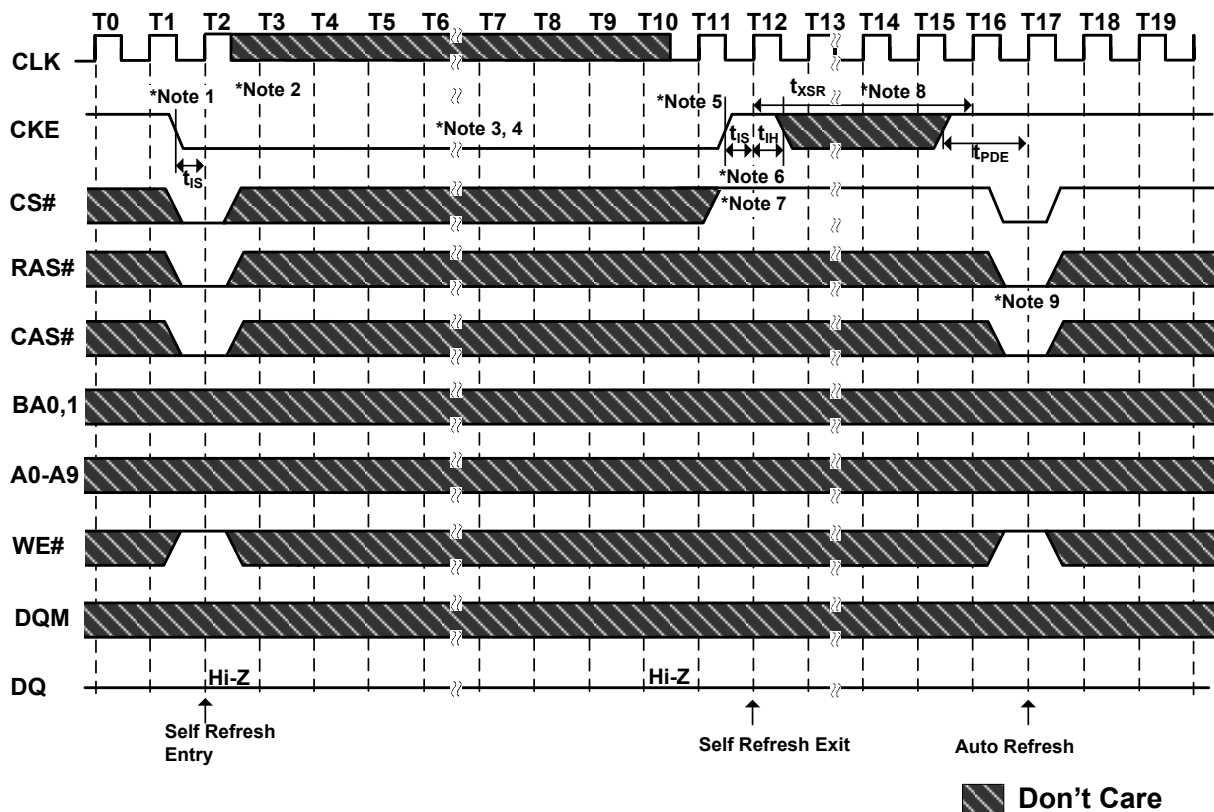 T0 T1 T2 T3 T4 T5 T6 T7 T8 T9 T10 T11 T12 T13 T14 T15 T16 T17 T18 T19
CLK
*Note 1 *Note 2 *Note 5 tXSR *Note 8
CKE *Note 3, 4 tIS tIH tPDE
tIS *Note 6
CS# *Note 7
RAS#
*Note 9
CAS#
BA0,1
A0-A9
WE#
DQM
DQ Hi-Z Hi-Z
Self Refresh
Entry
Self Refresh Exit
Auto Refresh
Don't Care